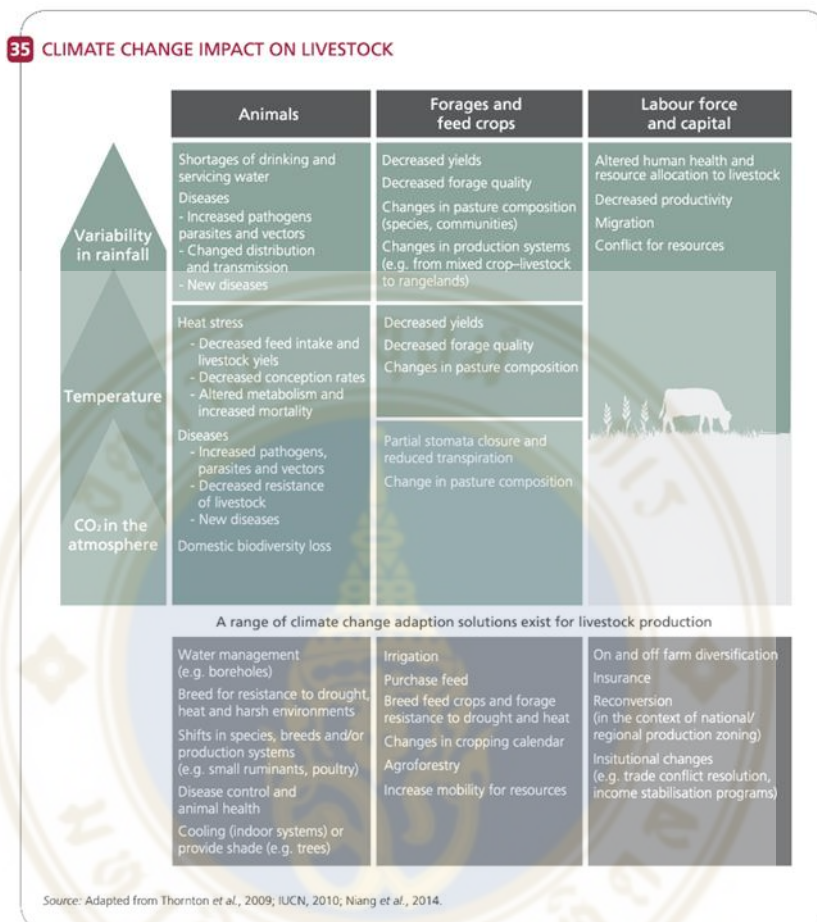 35 CLIMATE CHANGE IMPACT ON LIVESTOCK
Animals
Forages and
feed crops
Labour force
and capital
Variability
in rainfall
Shortages of drinking and
servicing water
Diseases
- Increased pathogens
parasites and vectors
- Changed distribution
and transmission
- New diseases
Decreased yields
Decreased forage quality
Changes in pasture composition
(species, communities)
Changes in production systems
(e.g. from mixed crop–livestock
to rangelands)
Altered human health and
resource allocation to livestock
Decreased productivity
Migration
Conflict for resources
Temperature
Heat stress
- Decreased feed intake and
livestock yiels
- Decreased conception rates
- Altered metabolism and
increased mortality
Diseases
- Increased pathogens,
parasites and vectors
- Decreased resistance
of livestock
- New diseases
Domestic biodiversity loss
Decreased yields
Decreased forage quality
Changes in pasture composition
CO₂ in the
atmosphere
Partial stomata closure and
reduced transpiration
Change in pasture composition
A range of climate change adaption solutions exist for livestock production
Water management
(e.g. boreholes)
Breed for resistance to drought,
heat and harsh environments
Shifts in species, breeds and/or
production systems
(e.g. small ruminants, poultry)
Disease control and
animal health
Cooling (indoor systems) or
provide shade (e.g. trees)
Irrigation
Purchase feed
Breed feed crops and forage
resistance to drought and heat
Changes in cropping calendar
Agroforestry
Increase mobility for resources
On and off farm diversification
Insurance
Reconversion
(in the context of national/
regional production zoning)
Insitutional changes
(e.g. trade conflict resolution,
income stabilisation programs)
Source: Adapted from Thornton et al., 2009; IUCN, 2010; Niang et al., 2014.